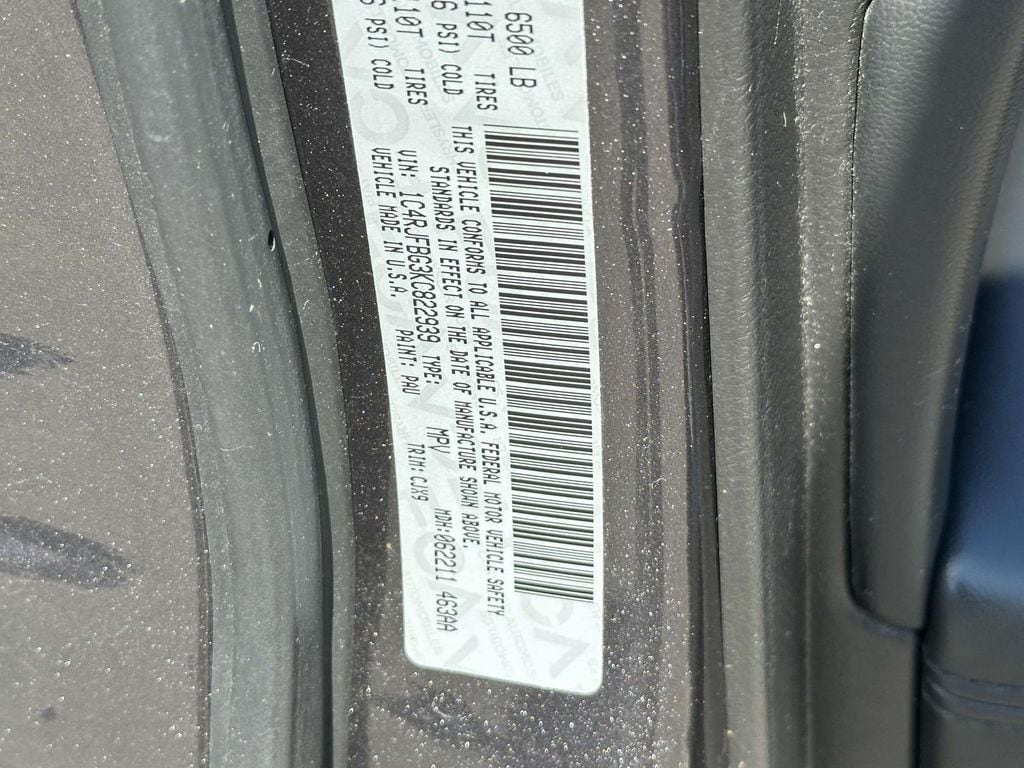 6500 LB
110T TIRES
6 PSI) COLD
10T TIRES
PSI) COLD
THIS VEHICLE CONFORMS TO ALL APPLICABLE U.S.A. FEDERAL MOTOR VEHICLE SAFETY
STANDARDS IN EFFECT ON THE DATE OF MANUFACTURE SHOWN ABOVE.
VIN: 1C4RJFBG3KC822939 TYPE: MPV
VEHICLE MADE IN U.S.A. PAINT: PAU TRIM: CJX9 MDH: 062211 463AA